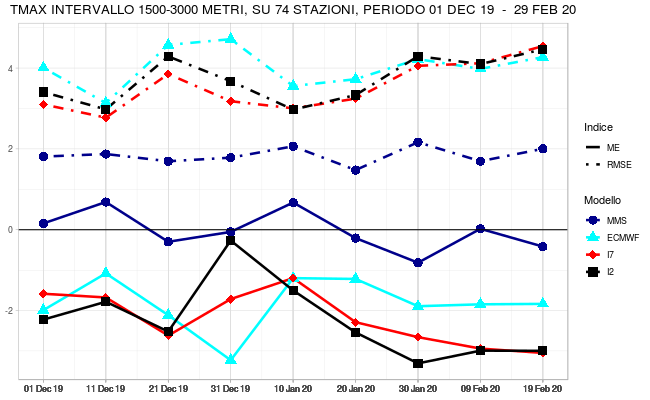 TMAX INTERVALLO 1500-3000 METRI, SU 74 STAZIONI, PERIODO 01 DEC 19 - 29 FEB 20
4
2
0
-2
01 Dec 19 11 Dec 19 21 Dec 19 31 Dec 19 10 Jan 20 20 Jan 20 30 Jan 20 09 Feb 20 19 Feb 20
Indice
ME
RMSE
Modello
MMS
ECMWF
I7
I2